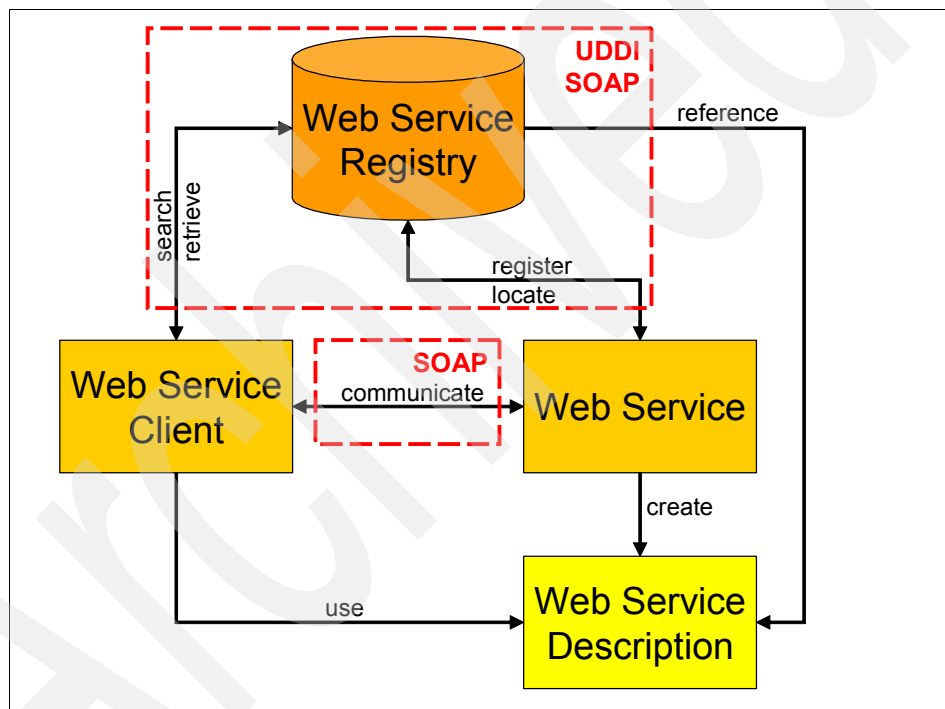 UDDI
SOAP
Web Service
Registry
reference
search
retrieve
register
locate
SOAP
communicate
Web Service
Client
Web Service
create
use
Web Service
Description
Archived